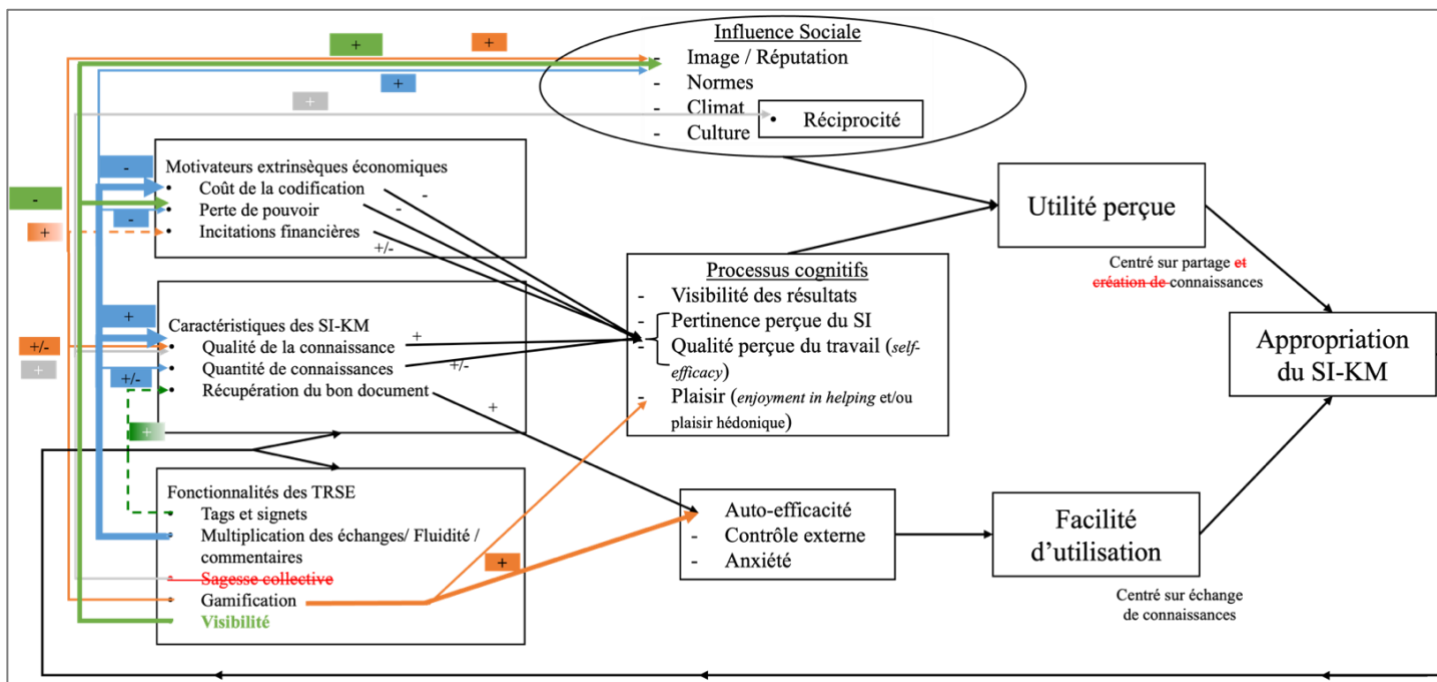 Influence Sociale
- Image / Réputation
- Normes
- Climat
- Culture
• Réciprocité
+
+
+
+
Motivateurs extrinsèques économiques
• Coût de la codification
• Perte de pouvoir
• Incitations financières
-
-
-
+
-
-
+/-
Utilité perçue
Centré sur partage et
création de connaissances
Processus cognitifs
- Visibilité des résultats
- Pertinence perçue du SI
- Qualité perçue du travail (self-
efficacy)
- Plaisir (enjoyment in helping et/ou
plaisir hédonique)
Caractéristiques des SI-KM
• Qualité de la connaissance
• Quantité de connaissances
• Récupération du bon document
+
+/-
+
+/-
+
+
+/-
+
Appropriation
du SI-KM
Fonctionnalités des TRSE
• Tags et signets
• Multiplication des échanges/ Fluidité /
commentaires
• Sagesse collective
• Gamification
• Visibilité
+
- Auto-efficacité
- Contrôle externe
- Anxiété
Facilité
d’utilisation
Centré sur échange
de connaissances